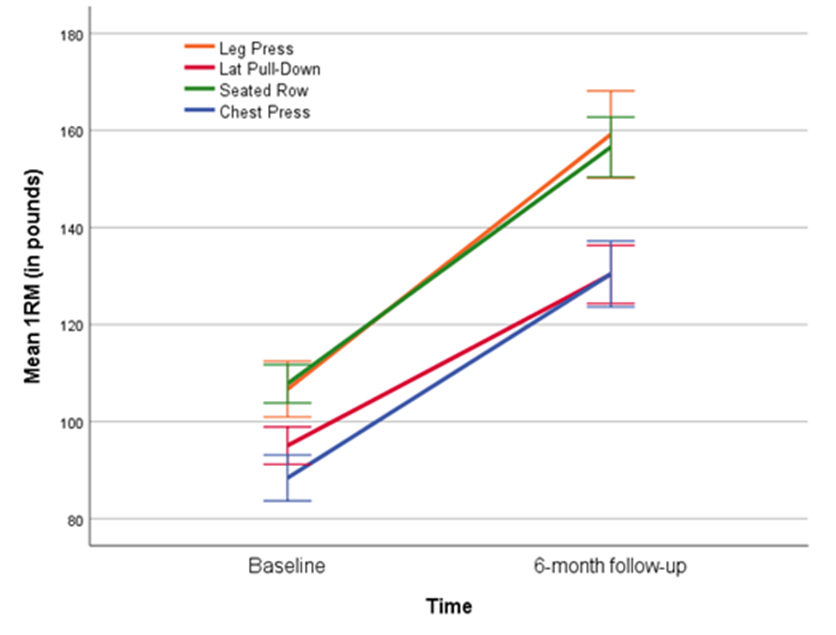 Leg Press
Lat Pull-Down
Seated Row
Chest Press
Mean 1RM (in pounds)
180
160
140
120
100
80
Baseline
6-month follow-up
Time